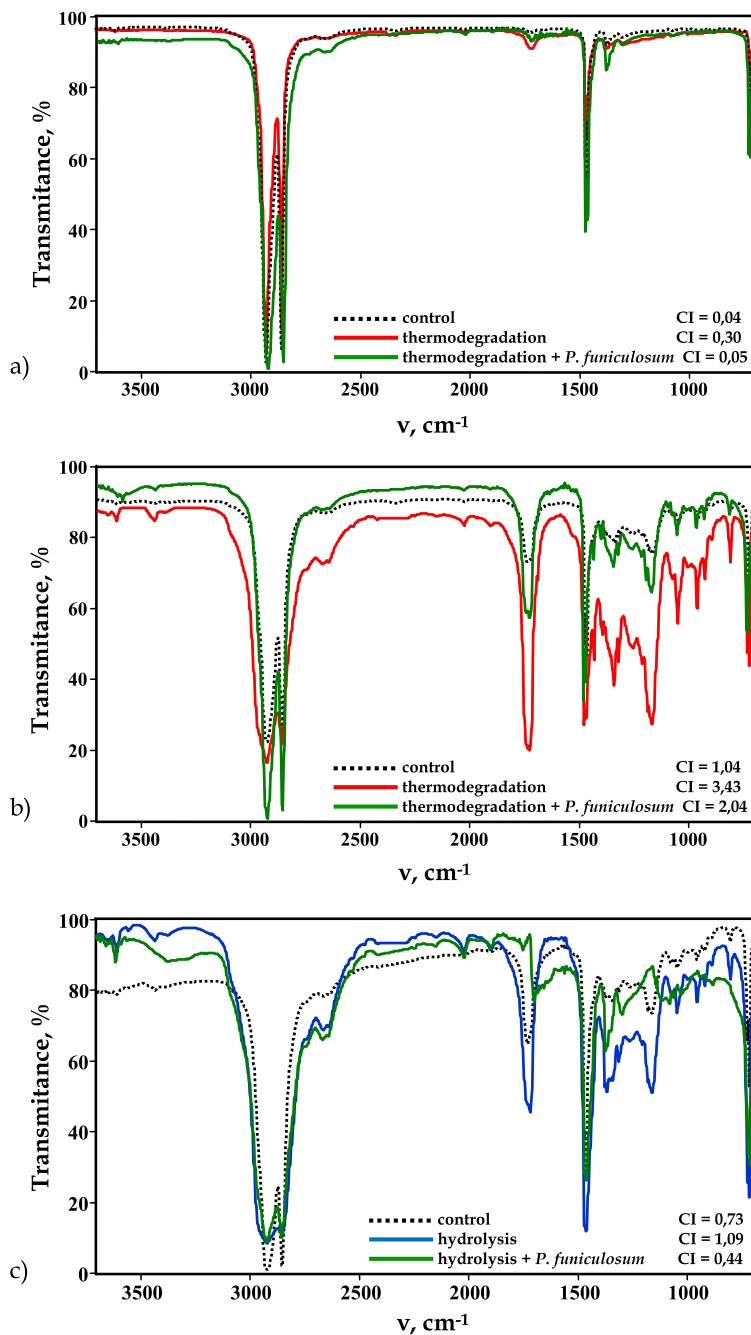 100
80
60
40
20
0
Transmitance, %
control CI = 0,04
thermodegradation CI = 0,30
thermodegradation + P. funiculosum CI = 0,05
a)
3500 3000 2500 2000 1500 1000
ν, cm-1
100
80
60
40
20
0
Transmitance, %
control CI = 1,04
thermodegradation CI = 3,43
thermodegradation + P. funiculosum CI = 2,04
b)
3500 3000 2500 2000 1500 1000
ν, cm-1
100
80
60
40
20
0
Transmitance, %
control CI = 0,73
hydrolysis CI = 1,09
hydrolysis + P. funiculosum CI = 0,44
c)
3500 3000 2500 2000 1500 1000
ν, cm-1